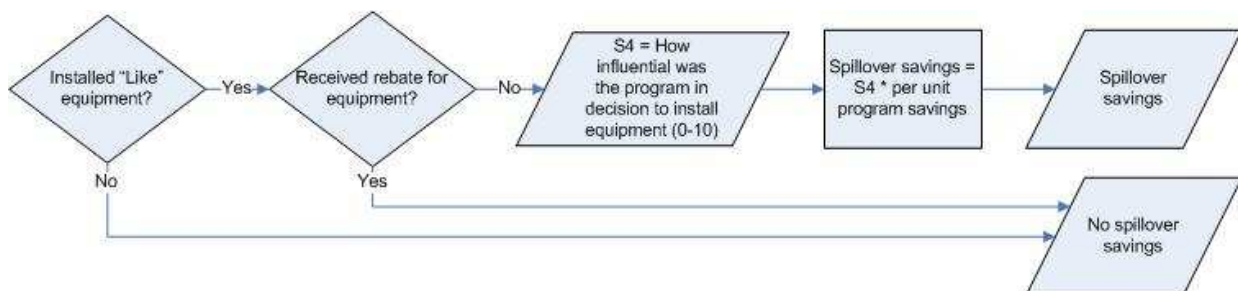 Installed “Like”
equipment?
Yes
Received rebate for
equipment?
No
S4 = How
influential was
the program in
decision to install
equipment (0-10)
Spillover savings =
S4 * per unit
program savings
Spillover
savings
No
Yes
No spillover
savings